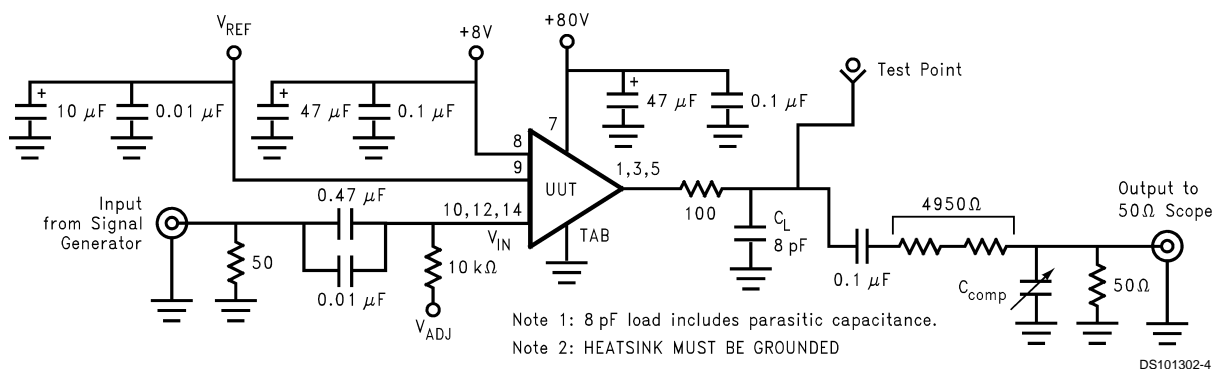 V_REF
+8V
+80V
Test Point
+
10 µF
0.01 µF
+
47 µF
0.1 µF
+
47 µF
0.1 µF
7
8
9
UUT
1,3,5
100
C_L
8 pF
Input
from Signal
Generator
0.47 µF
10,12,14
V_IN
TAB
50
0.01 µF
10 kΩ
V_ADJ
4950Ω
Output to
50Ω Scope
0.1 µF
C_comp
50Ω
Note 1: 8 pF load includes parasitic capacitance.
Note 2: HEATSINK MUST BE GROUNDED
DS101302-4